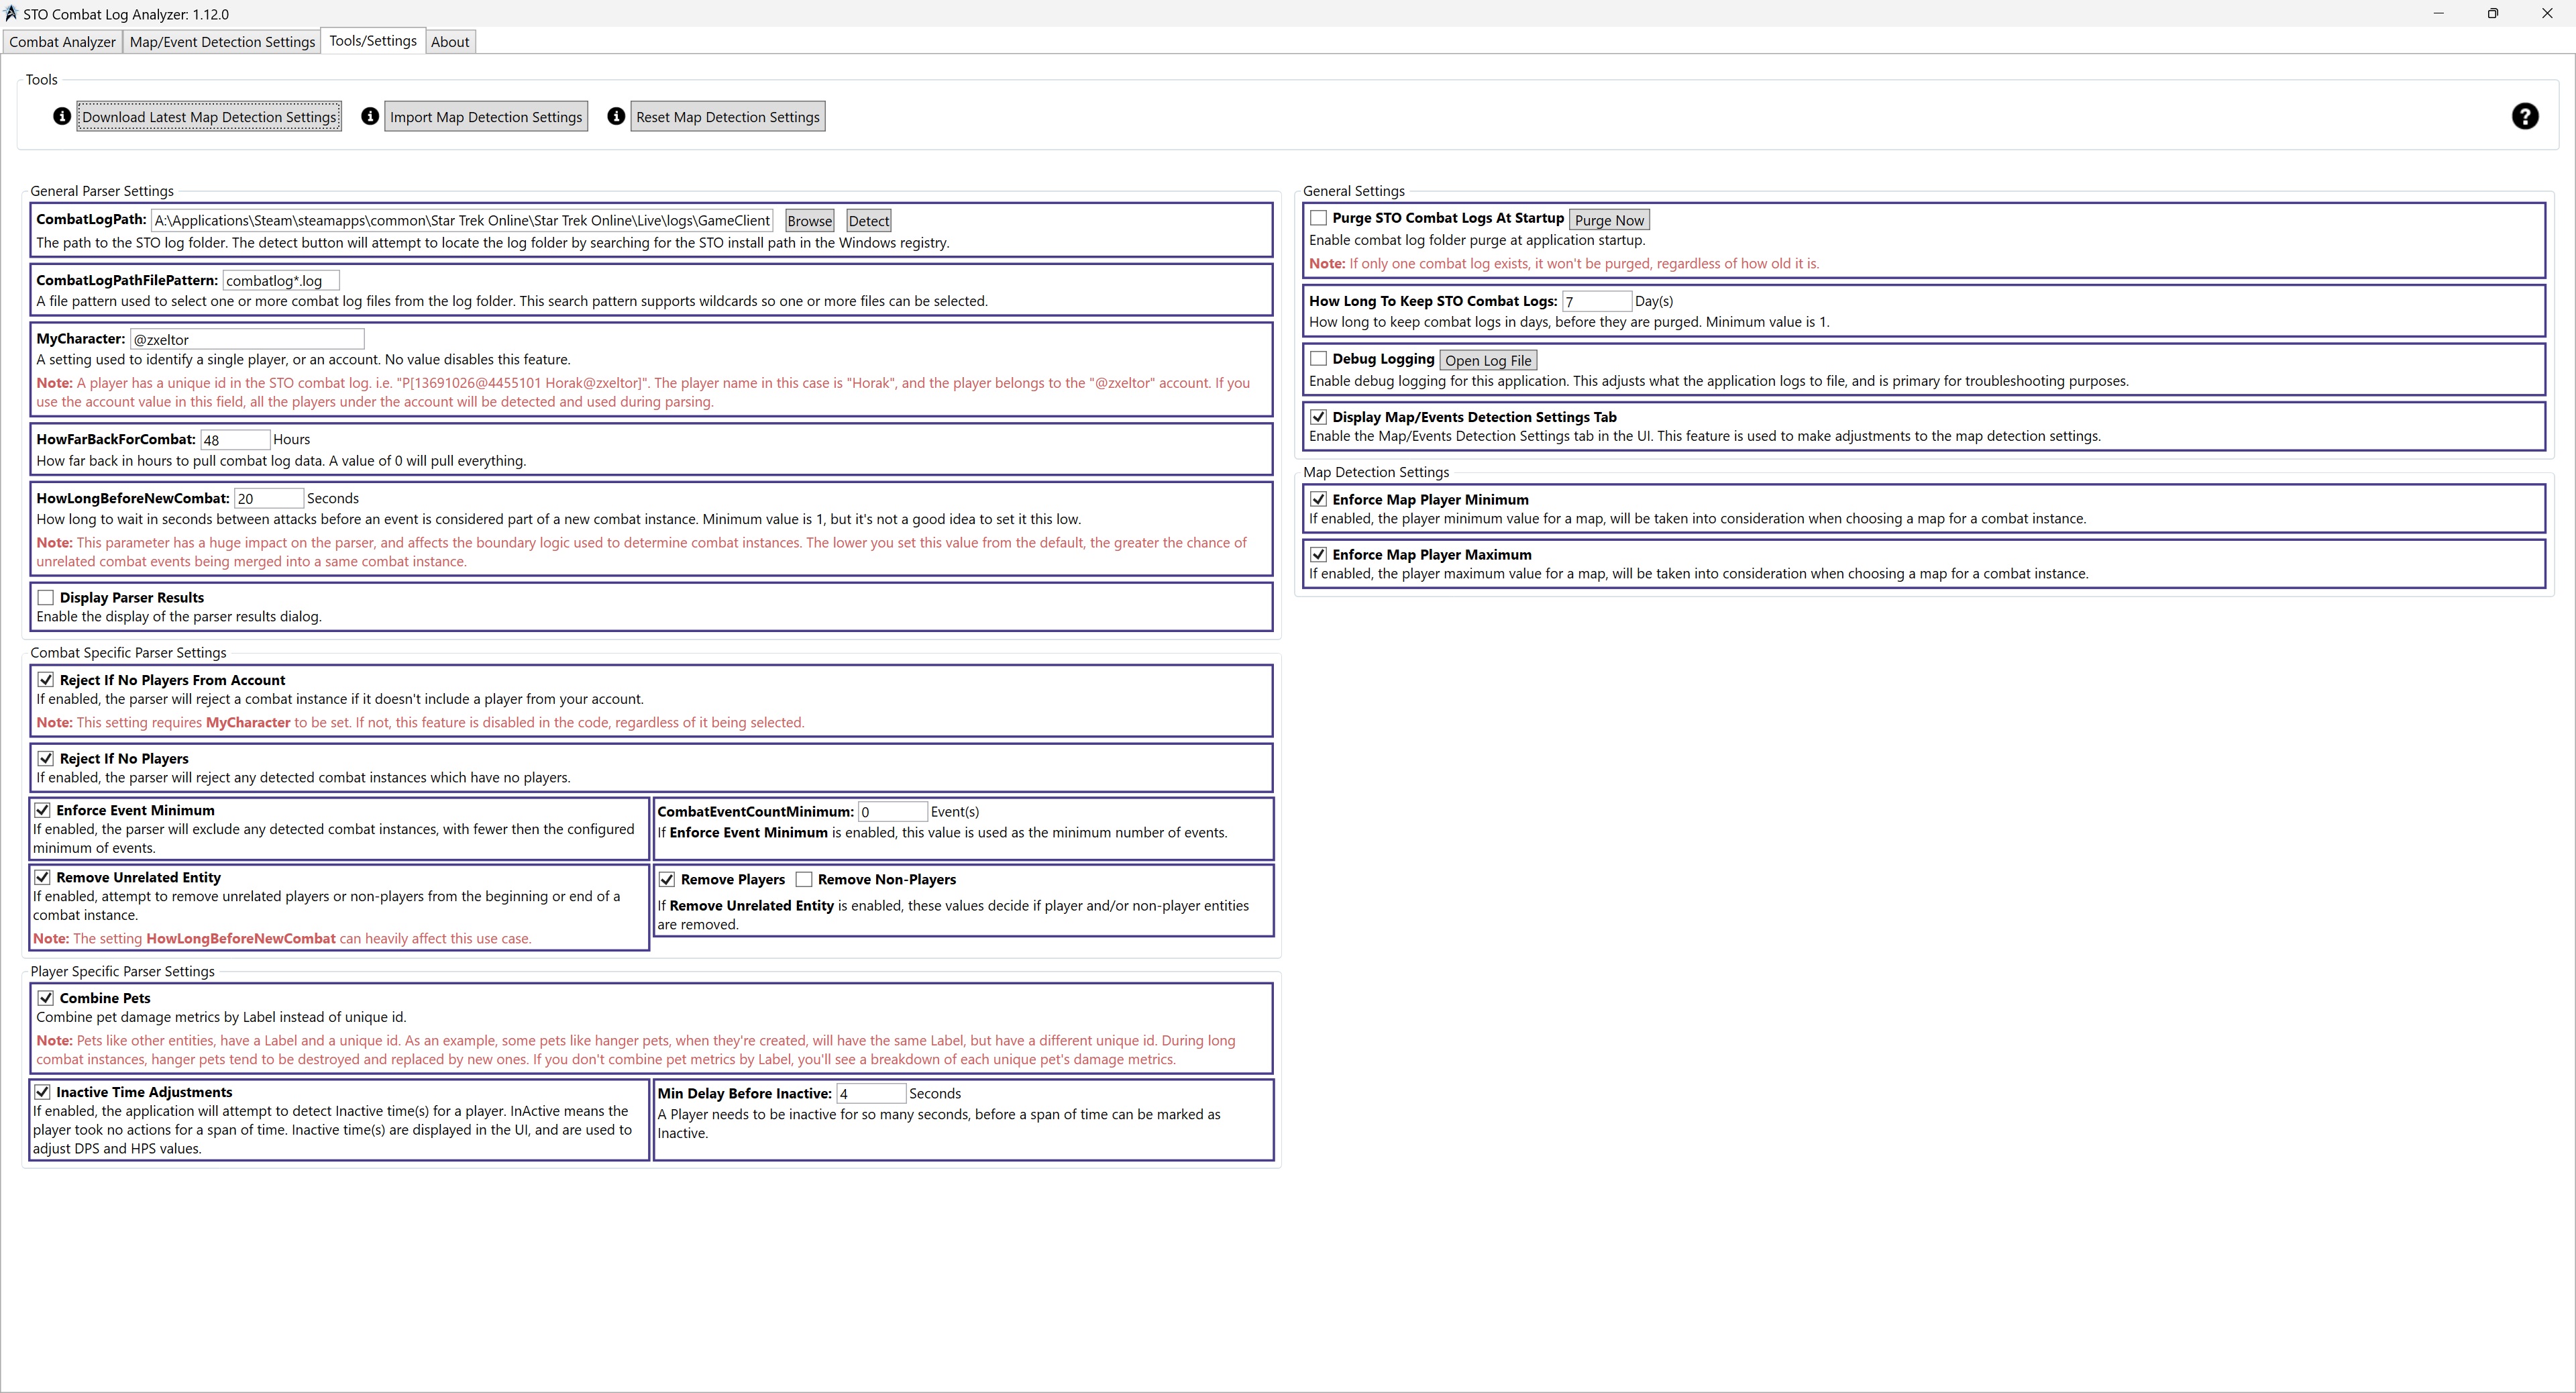 STO Combat Log Analyzer: 1.12.0
Combat Analyzer
Map/Event Detection Settings
Tools/Settings
About
Tools
Download Latest Map Detection Settings
Import Map Detection Settings
Reset Map Detection Settings
General Parser Settings
CombatLogPath: A:\Applications\Steam\steamapps\common\Star Trek Online\Star Trek Online\Live\logs\GameClient Browse Detect
The path to the STO log folder. The detect button will attempt to locate the log folder by searching for the STO install path in the Windows registry.
CombatLogPathFilePattern: combatlog*.log
A file pattern used to select one or more combat log files from the log folder. This search pattern supports wildcards so one or more files can be selected.
MyCharacter: @zxeltor
A setting used to identify a single player, or an account. No value disables this feature.
Note: A player has a unique id in the STO combat log. i.e. "P[13691026@4455101 Horak@zxeltor]". The player name in this case is "Horak", and the player belongs to the "@zxeltor" account. If you
use the account value in this field, all the players under the account will be detected and used during parsing.
HowFarBackForCombat: 48 Hours
How far back in hours to pull combat log data. A value of 0 will pull everything.
HowLongBeforeNewCombat: 20 Seconds
How long to wait in seconds between attacks before an event is considered part of a new combat instance. Minimum value is 1, but it's not a good idea to set it this low.
Note: This parameter has a huge impact on the parser, and affects the boundary logic used to determine combat instances. The lower you set this value from the default, the greater the chance of
unrelated combat events being merged into a same combat instance.
Display Parser Results
Enable the display of the parser results dialog.
Combat Specific Parser Settings
Reject If No Players From Account
If enabled, the parser will reject a combat instance if it doesn't include a player from your account.
Note: This setting requires MyCharacter to be set. If not, this feature is disabled in the code, regardless of it being selected.
Reject If No Players
If enabled, the parser will reject any detected combat instances which have no players.
Enforce Event Minimum
If enabled, the parser will exclude any detected combat instances, with fewer then the configured
minimum of events.
CombatEventCountMinimum: 0 Event(s)
If Enforce Event Minimum is enabled, this value is used as the minimum number of events.
Remove Unrelated Entity
If enabled, attempt to remove unrelated players or non-players from the beginning or end of a
combat instance.
Note: The setting HowLongBeforeNewCombat can heavily affect this use case.
Remove Players Remove Non-Players
If Remove Unrelated Entity is enabled, these values decide if player and/or non-player entities
are removed.
Player Specific Parser Settings
Combine Pets
Combine pet damage metrics by Label instead of unique id.
Note: Pets like other entities, have a Label and a unique id. As an example, some pets like hanger pets, when they're created, will have the same Label, but have a different unique id. During long
combat instances, hanger pets tend to be destroyed and replaced by new ones. If you don't combine pet metrics by Label, you'll see a breakdown of each unique pet's damage metrics.
Inactive Time Adjustments
If enabled, the application will attempt to detect Inactive time(s) for a player. InActive means the
player took no actions for a span of time. Inactive time(s) are displayed in the UI, and are used to
adjust DPS and HPS values.
Min Delay Before Inactive: 4 Seconds
A Player needs to be inactive for so many seconds, before a span of time can be marked as
Inactive.
General Settings
Purge STO Combat Logs At Startup Purge Now
Enable combat log folder purge at application startup.
Note: If only one combat log exists, it won't be purged, regardless of how old it is.
How Long To Keep STO Combat Logs: 7 Day(s)
How long to keep combat logs in days, before they are purged. Minimum value is 1.
Debug Logging Open Log File
Enable debug logging for this application. This adjusts what the application logs to file, and is primary for troubleshooting purposes.
Display Map/Events Detection Settings Tab
Enable the Map/Events Detection Settings tab in the UI. This feature is used to make adjustments to the map detection settings.
Map Detection Settings
Enforce Map Player Minimum
If enabled, the player minimum value for a map, will be taken into consideration when choosing a map for a combat instance.
Enforce Map Player Maximum
If enabled, the player maximum value for a map, will be taken into consideration when choosing a map for a combat instance.